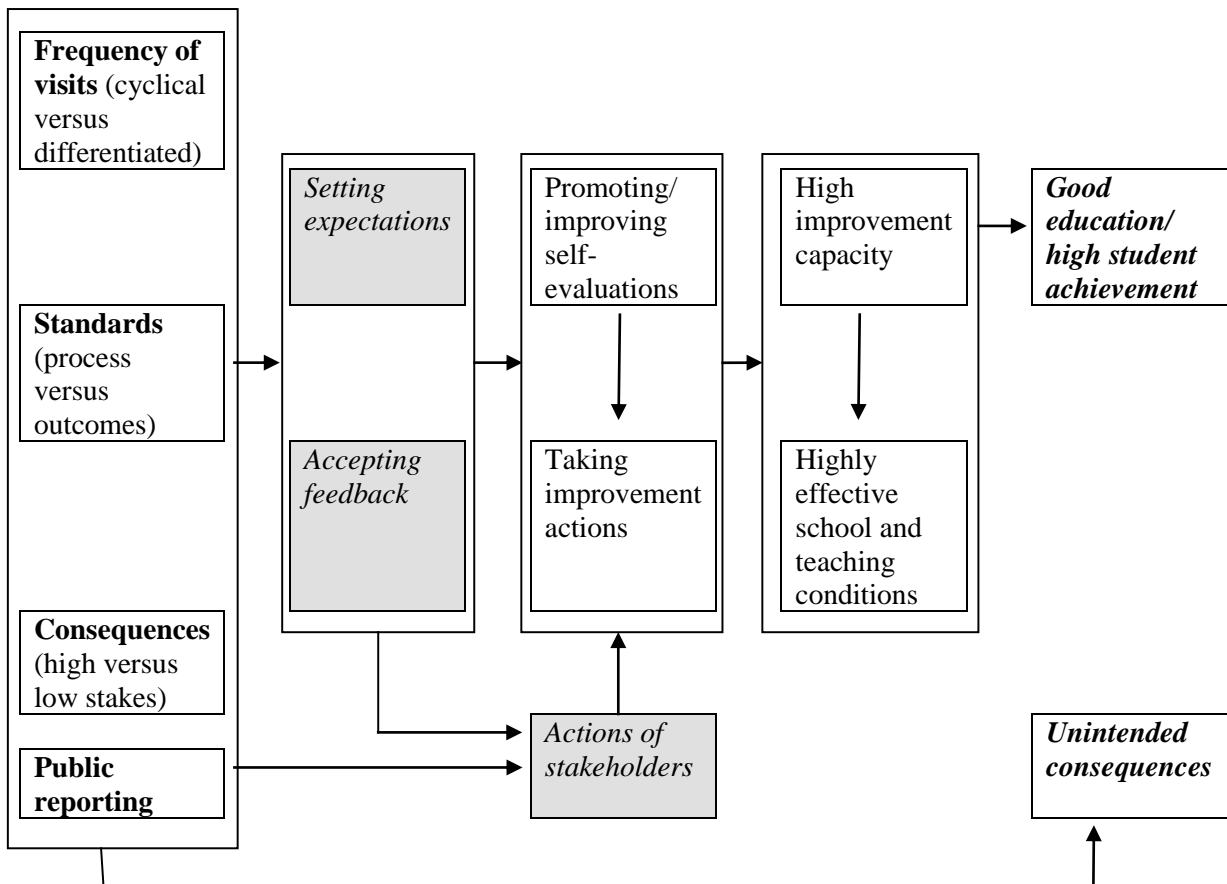 Frequency of
visits (cyclical
versus
differentiated)
Standards
(process
versus
outcomes)
Consequences
(high versus
low stakes)
Public
reporting
Setting
expectations
Accepting
feedback
Promoting/
improving
self-
evaluations
Taking
improvement
actions
Actions of
stakeholders
High
improvement
capacity
Highly
effective
school and
teaching
conditions
Good
education/
high student
achievement
Unintended
consequences